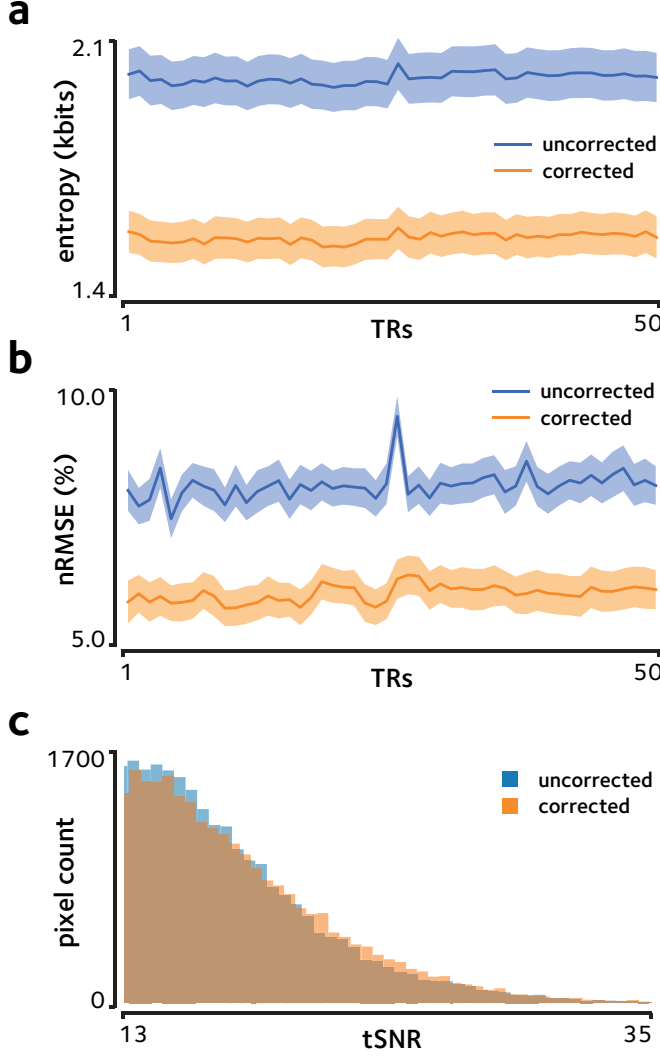 a
2.1
entropy (kbits)
uncorrected
corrected
1.4
1
TRs
50
b
10.0
nRMSE (%)
uncorrected
corrected
5.0
1
TRs
50
c
1700
pixel count
uncorrected
corrected
0
13
tSNR
35